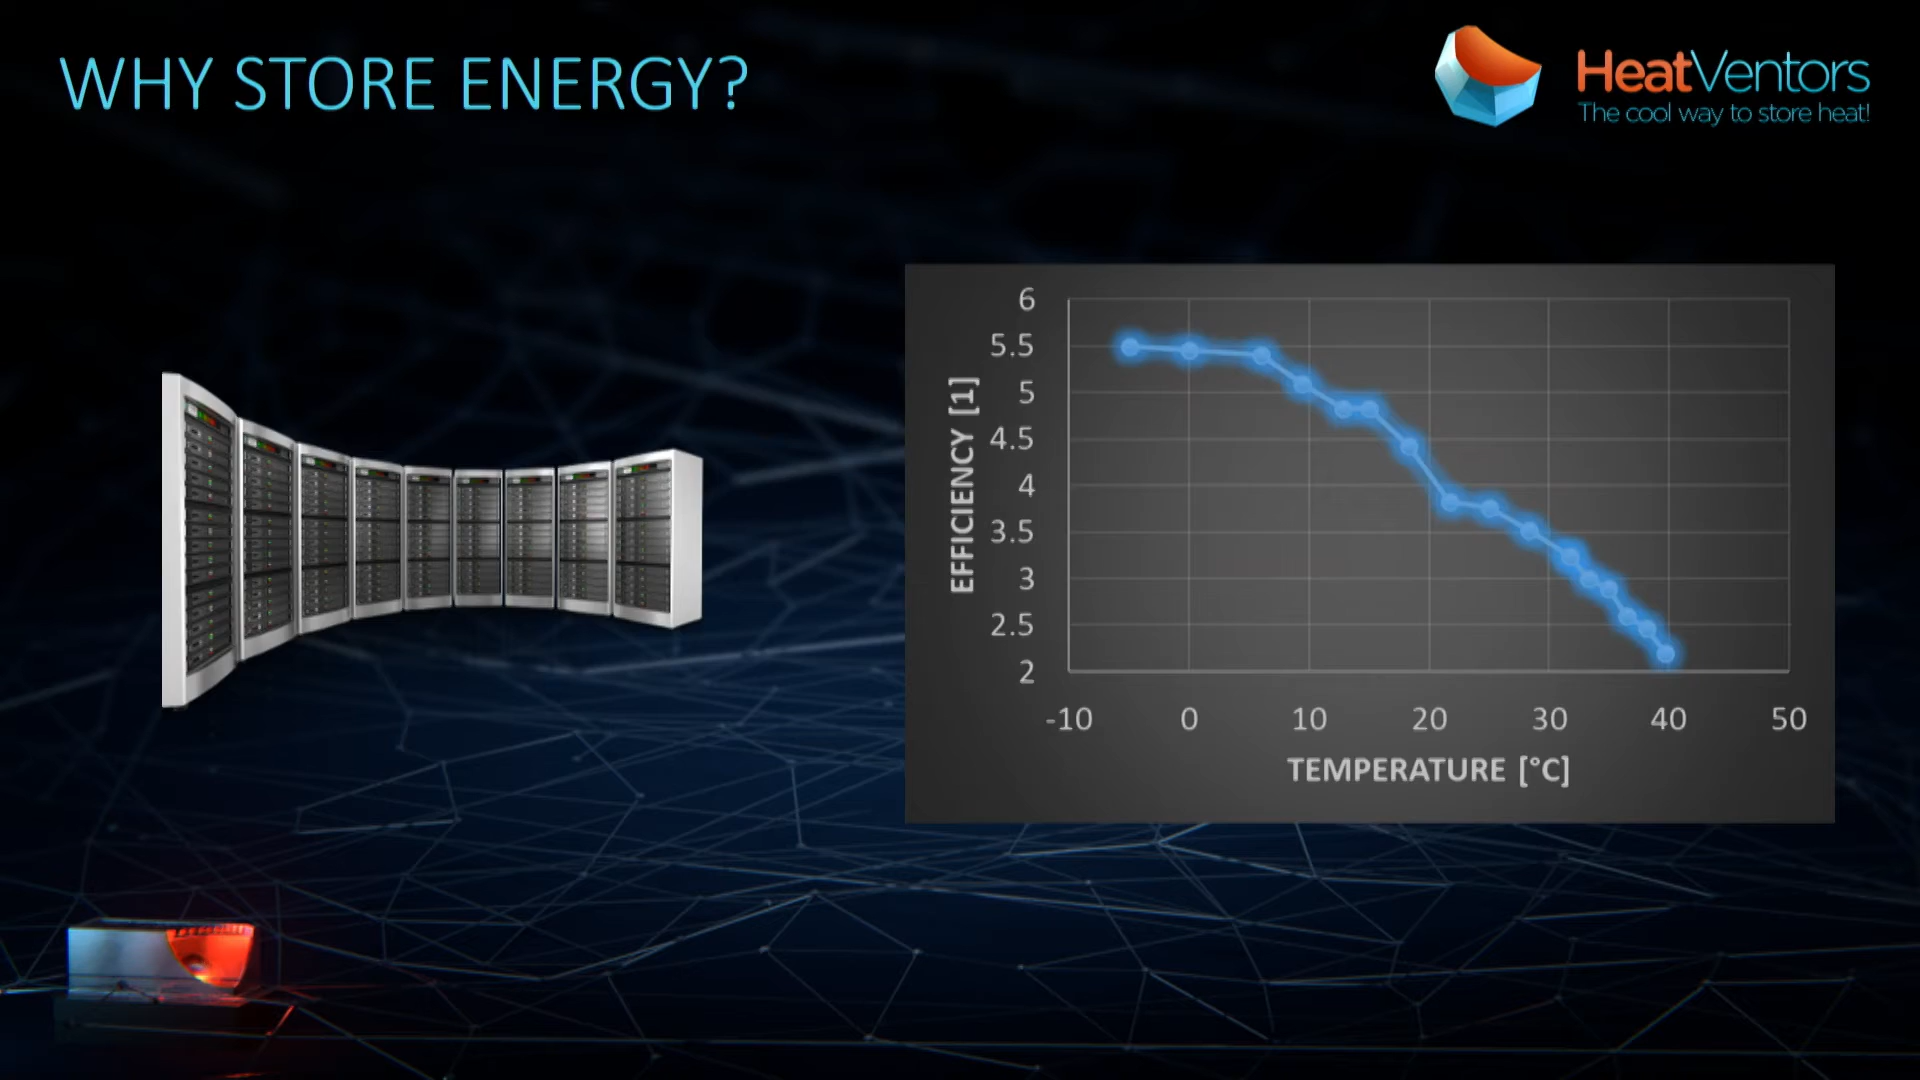 WHY STORE ENERGY?
HeatVentors
The cool way to store heat!
6
5.5
5
4.5
4
3.5
3
2.5
2
EFFICIENCY [1]
-10 0 10 20 30 40 50
TEMPERATURE [°C]